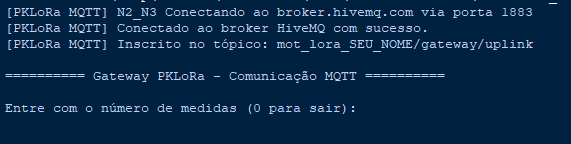 [PKLoRa MQTT] N2_N3 Conectando ao broker.hivemq.com via porta 1883
[PKLoRa MQTT] Conectado ao broker HiveMQ com sucesso.
[PKLoRa MQTT] Inscrito no tópico: mot_lora_SEU_NOME/gateway/uplink
========== Gateway PKLoRa - Comunicação MQTT ==========
Entre com o número de medidas (0 para sair):